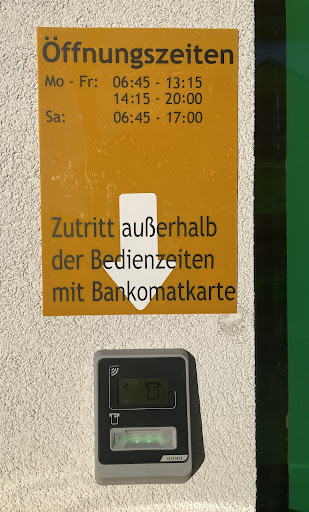 Öffnungszeiten
Mo - Fr: 06:45 - 13:15
14:15 - 20:00
Sa: 06:45 - 17:00
Zutritt außerhalb
der Bedienzeiten
mit Bankomatkarte